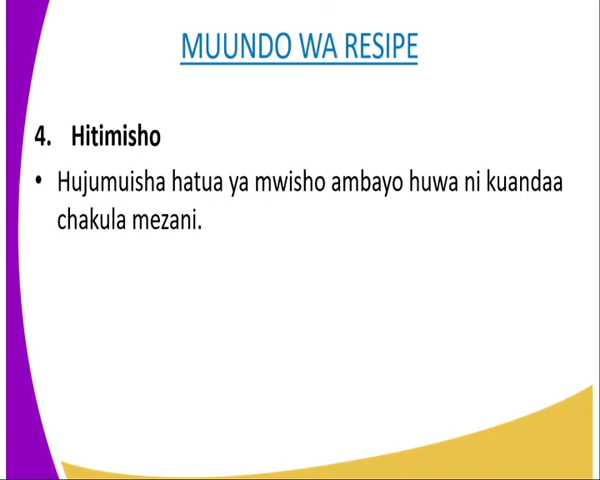 MUUNDO WA RESIPE
4. Hitimisho
• Hujumuisha hatua ya mwisho ambayo huwa ni kuandaa
chakula mezani.